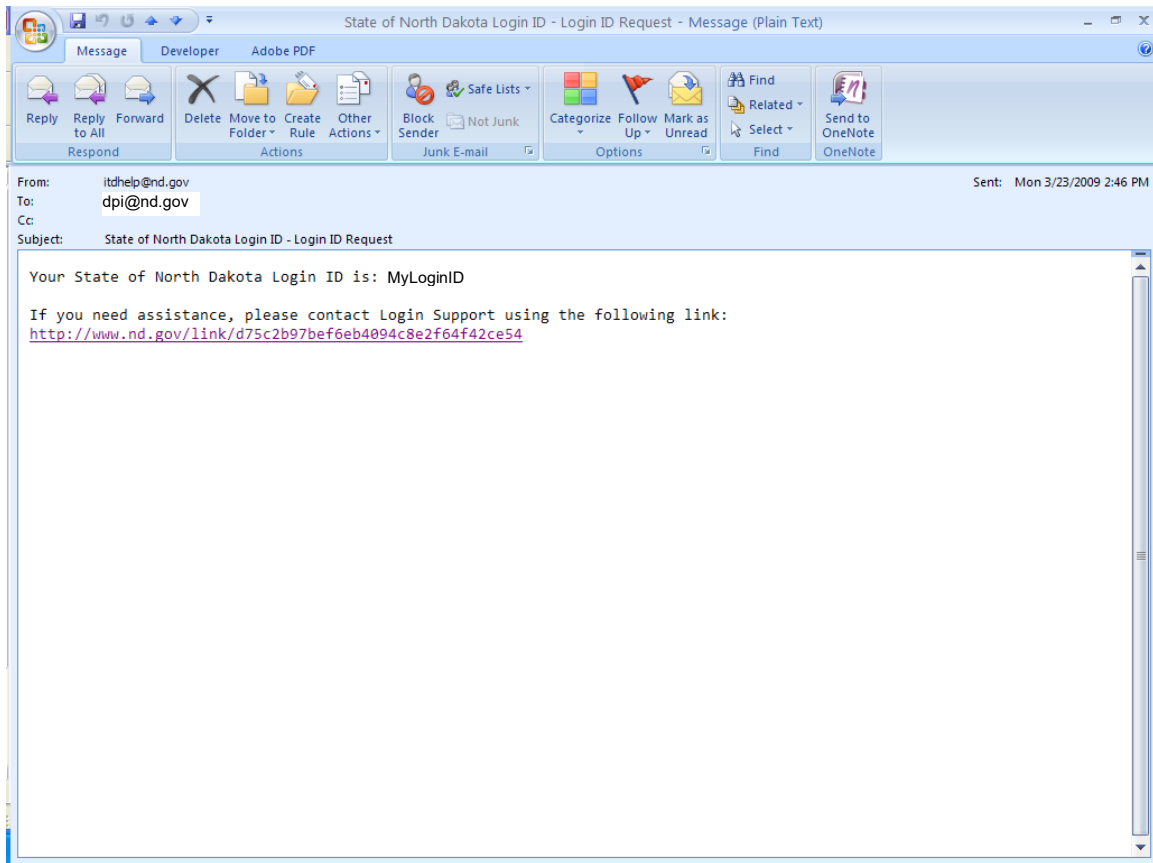 State of North Dakota Login ID - Login ID Request - Message (Plain Text)
Message Developer Adobe PDF
Reply Reply to All Forward
Respond
Delete Move to Folder Create Rule Other Actions
Actions
Block Sender Safe Lists Not Junk
Junk E-mail
Categorize Follow Up Mark as Unread
Options
Find Related Select
Find
Send to OneNote
OneNote
From: itdhelp@nd.gov Sent: Mon 3/23/2009 2:46 PM
To: dpi@nd.gov
Cc:
Subject: State of North Dakota Login ID - Login ID Request
Your State of North Dakota Login ID is: MyLoginID
If you need assistance, please contact Login Support using the following link:
http://www.nd.gov/link/d75c2b97bef6eb4094c8e2f64f42ce54